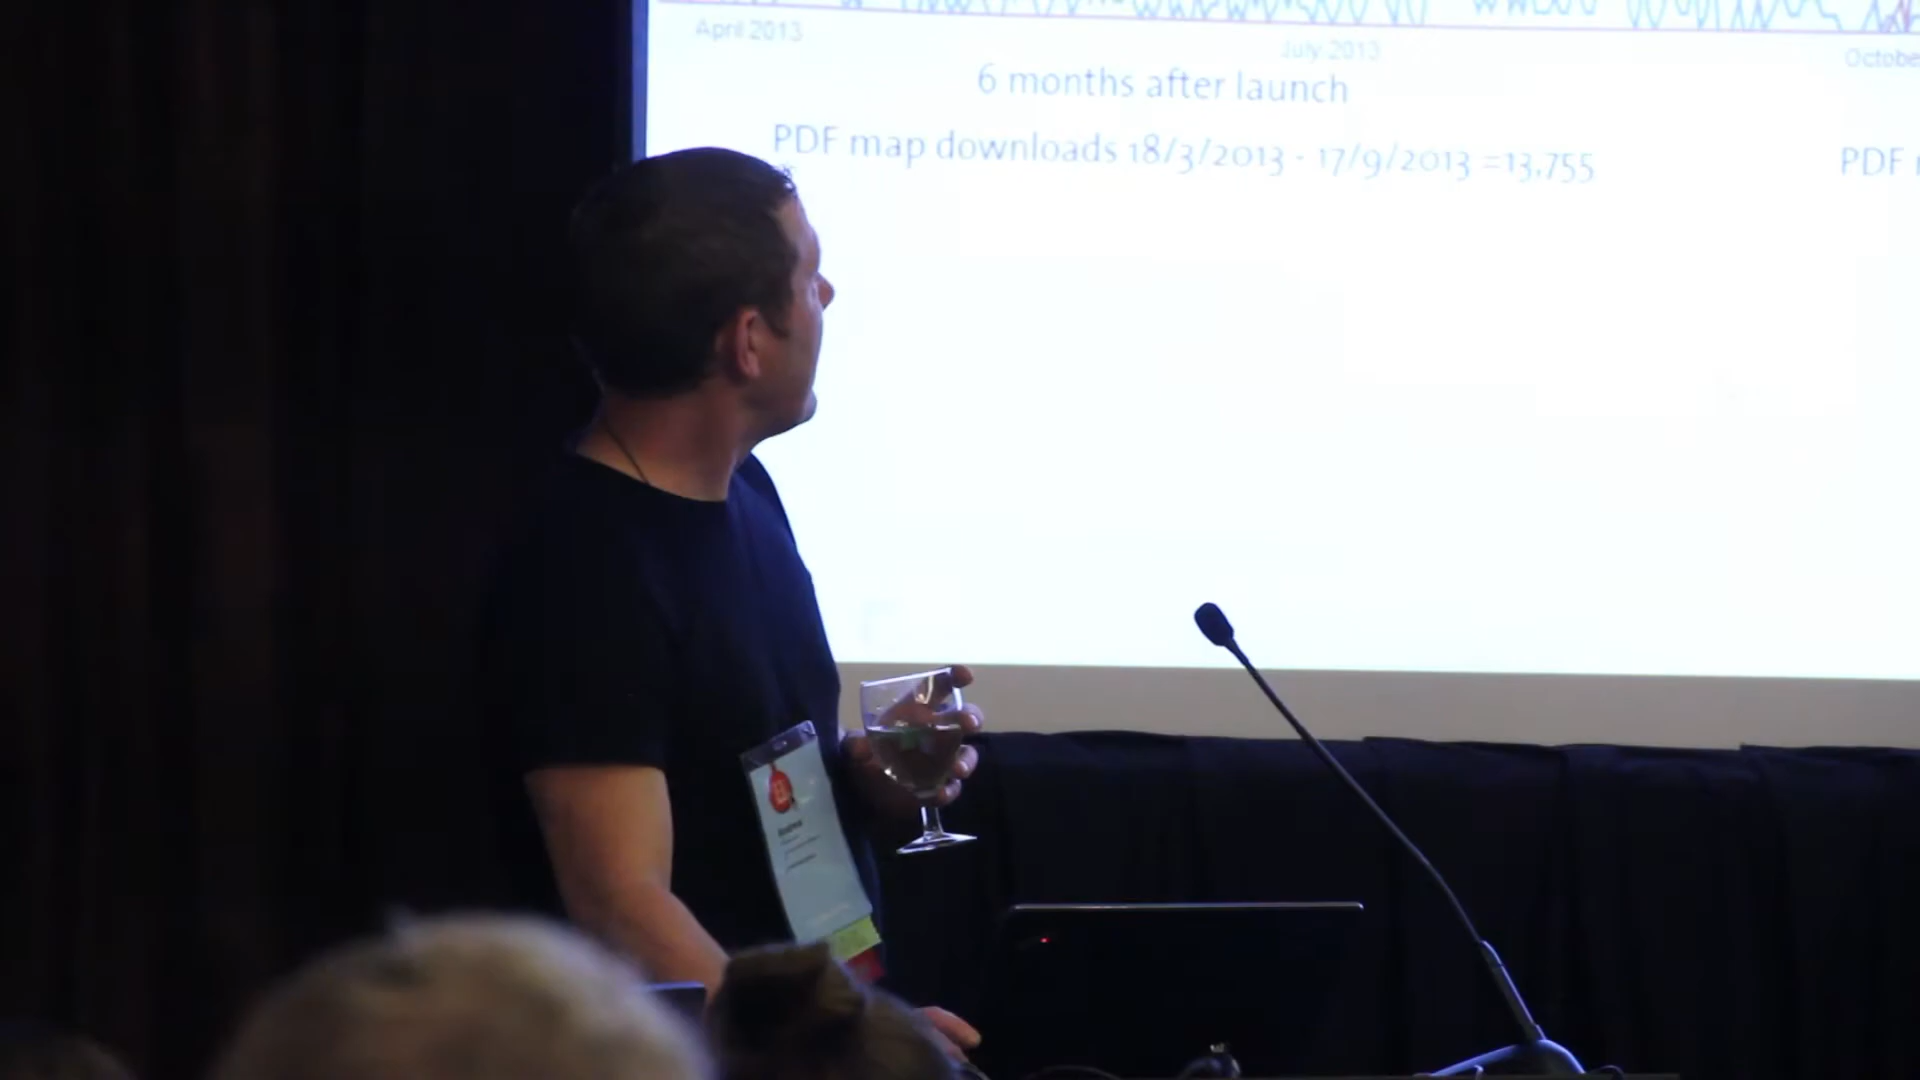 April 2013
July 2013
October
6 months after launch
PDF map downloads 18/3/2013 - 17/9/2013 =13,755
PDF